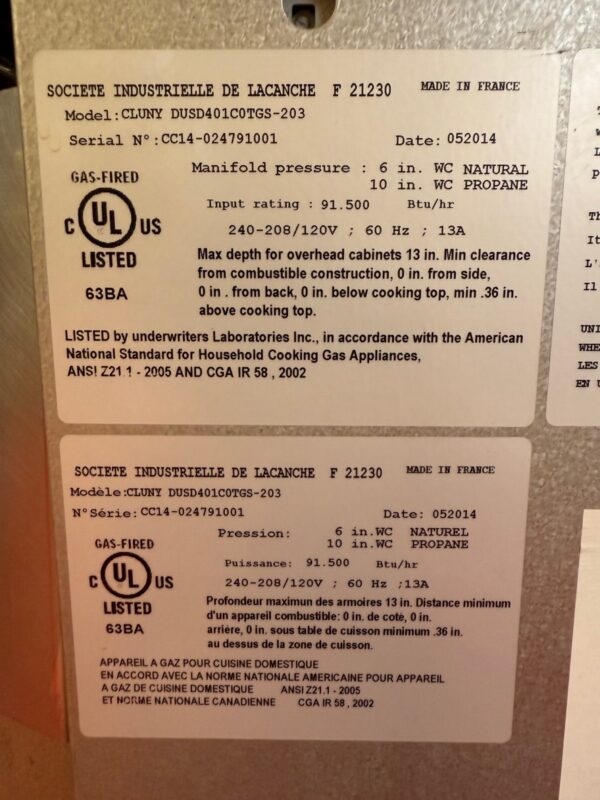 SOCIETE INDUSTRIELLE DE LACANCHE F 21230 MADE IN FRANCE
Model:CLUNY DUSD401C0TGS-203
Serial N°:CC14-024791001 Date: 052014
GAS-FIRED
C UL US
LISTED
63BA
Manifold pressure : 6 in. WC NATURAL
10 in. WC PROPANE
Input rating : 91.500 Btu/hr
240-208/120V ; 60 Hz ; 13A
Max depth for overhead cabinets 13 in. Min clearance
from combustible construction, 0 in. from side,
0 in . from back, 0 in. below cooking top, min .36 in.
above cooking top.
LISTED by underwriters Laboratories Inc., in accordance with the American
National Standard for Household Cooking Gas Appliances,
ANSI Z21.1 - 2005 AND CGA IR 58 , 2002
SOCIETE INDUSTRIELLE DE LACANCHE F 21230 MADE IN FRANCE
Modèle:CLUNY DUSD401C0TGS-203
N° Série: CC14-024791001 Date: 052014
GAS-FIRED
C UL US
LISTED
63BA
Pression: 6 in.WC NATUREL
10 in.WC PROPANE
Puissance: 91.500 Btu/hr
240-208/120V ; 60 Hz ;13A
Profondeur maximun des armoires 13 in. Distance minimum
d'un appareil combustible: 0 in. de coté, 0 in.
arrière, 0 in. sous table de cuisson minimum .36 in.
au dessus de la zone de cuisson.
APPAREIL A GAZ POUR CUISINE DOMESTIQUE
EN ACCORD AVEC LA NORME NATIONALE AMERICAINE POUR APPAREIL
A GAZ DE CUISINE DOMESTIQUE ANSI Z21.1 - 2005
ET NORME NATIONALE CANADIENNE CGA IR 58 , 2002
Th
It
L'
Il
UNI
WHE
LES
EN